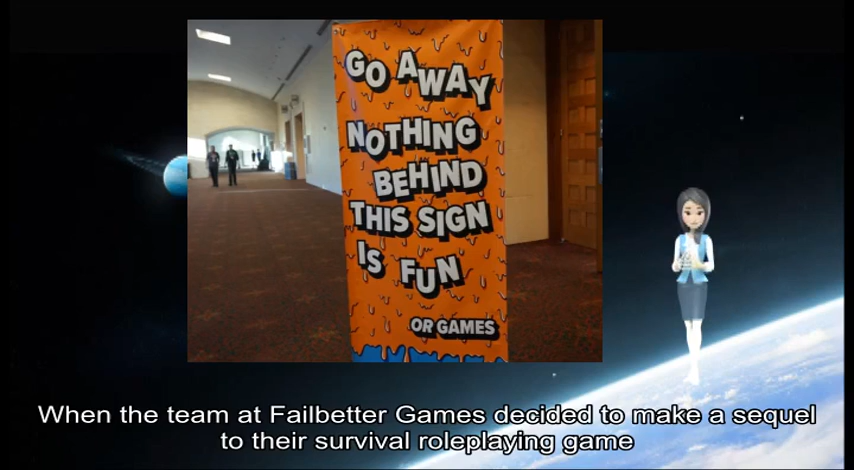 GO AWAY
NOTHING
BEHIND
THIS SIGN
IS FUN
OR GAMES
When the team at Failbetter Games decided to make a sequel
to their survival roleplaying game